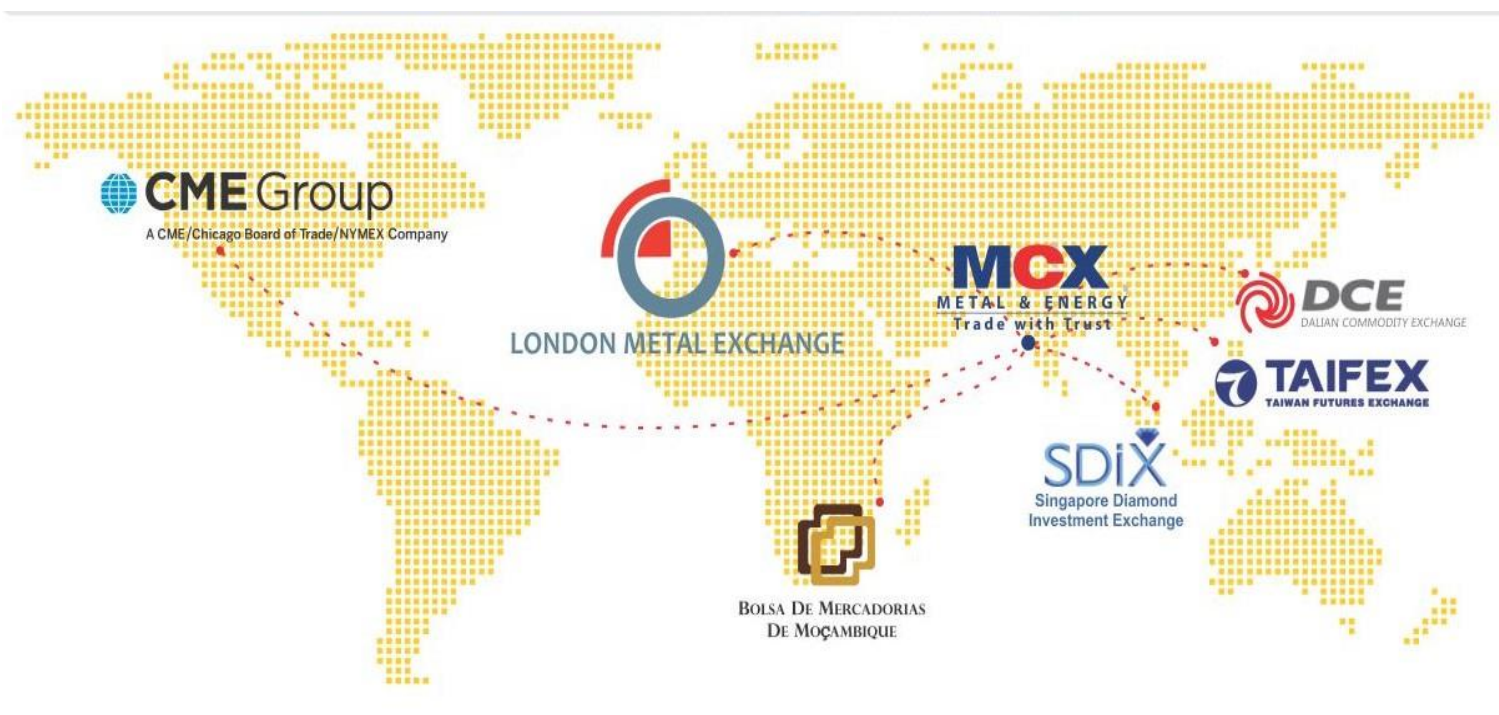 CME Group
A CME/Chicago Board of Trade/NYMEX Company
LONDON METAL EXCHANGE
MCX
METAL & ENERGY
Trade with Trust
DCE
DALIAN COMMODITY EXCHANGE
TAIFEX
TAIWAN FUTURES EXCHANGE
SDiX
Singapore Diamond
Investment Exchange
BOLSA DE MERCADORIAS
DE MOÇAMBIQUE